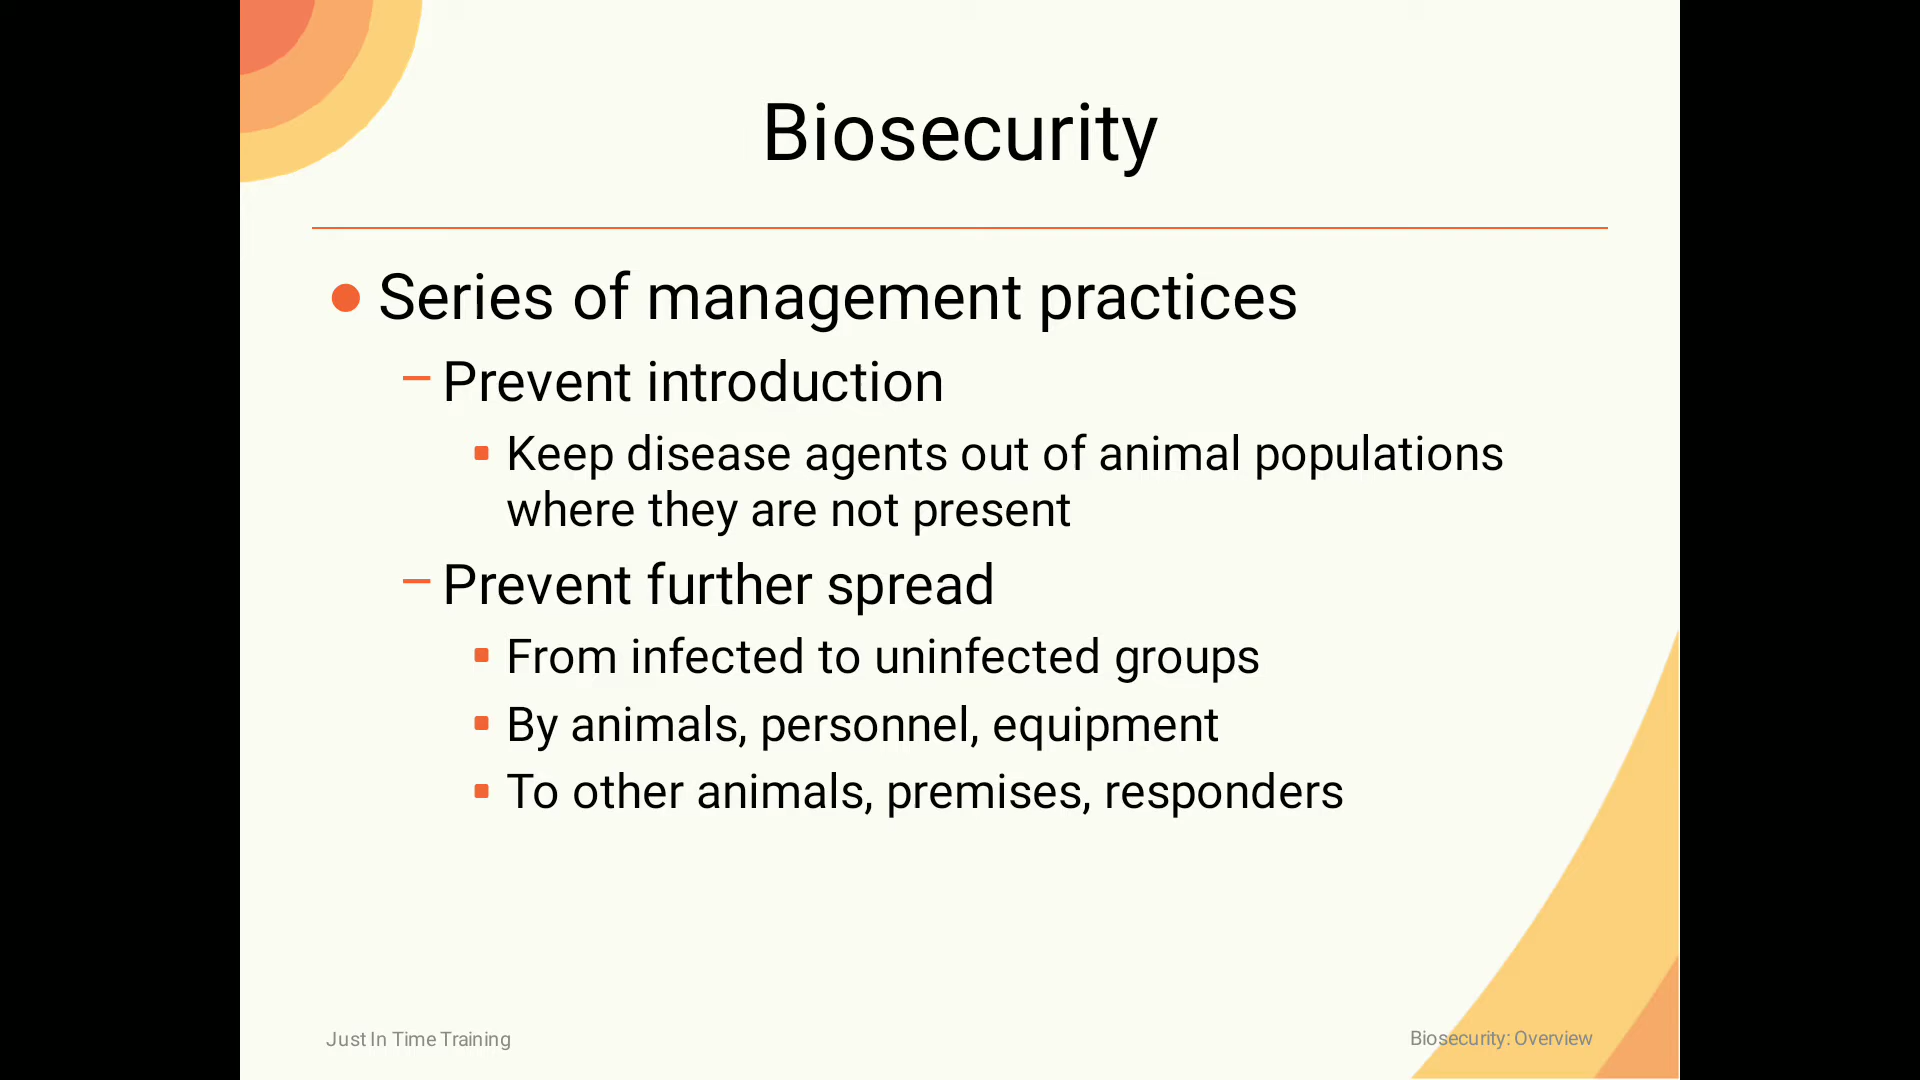 Biosecurity
Series of management practices
– Prevent introduction
Keep disease agents out of animal populations
where they are not present
– Prevent further spread
From infected to uninfected groups
By animals, personnel, equipment
To other animals, premises, responders
Just In Time Training
Biosecurity: Overview